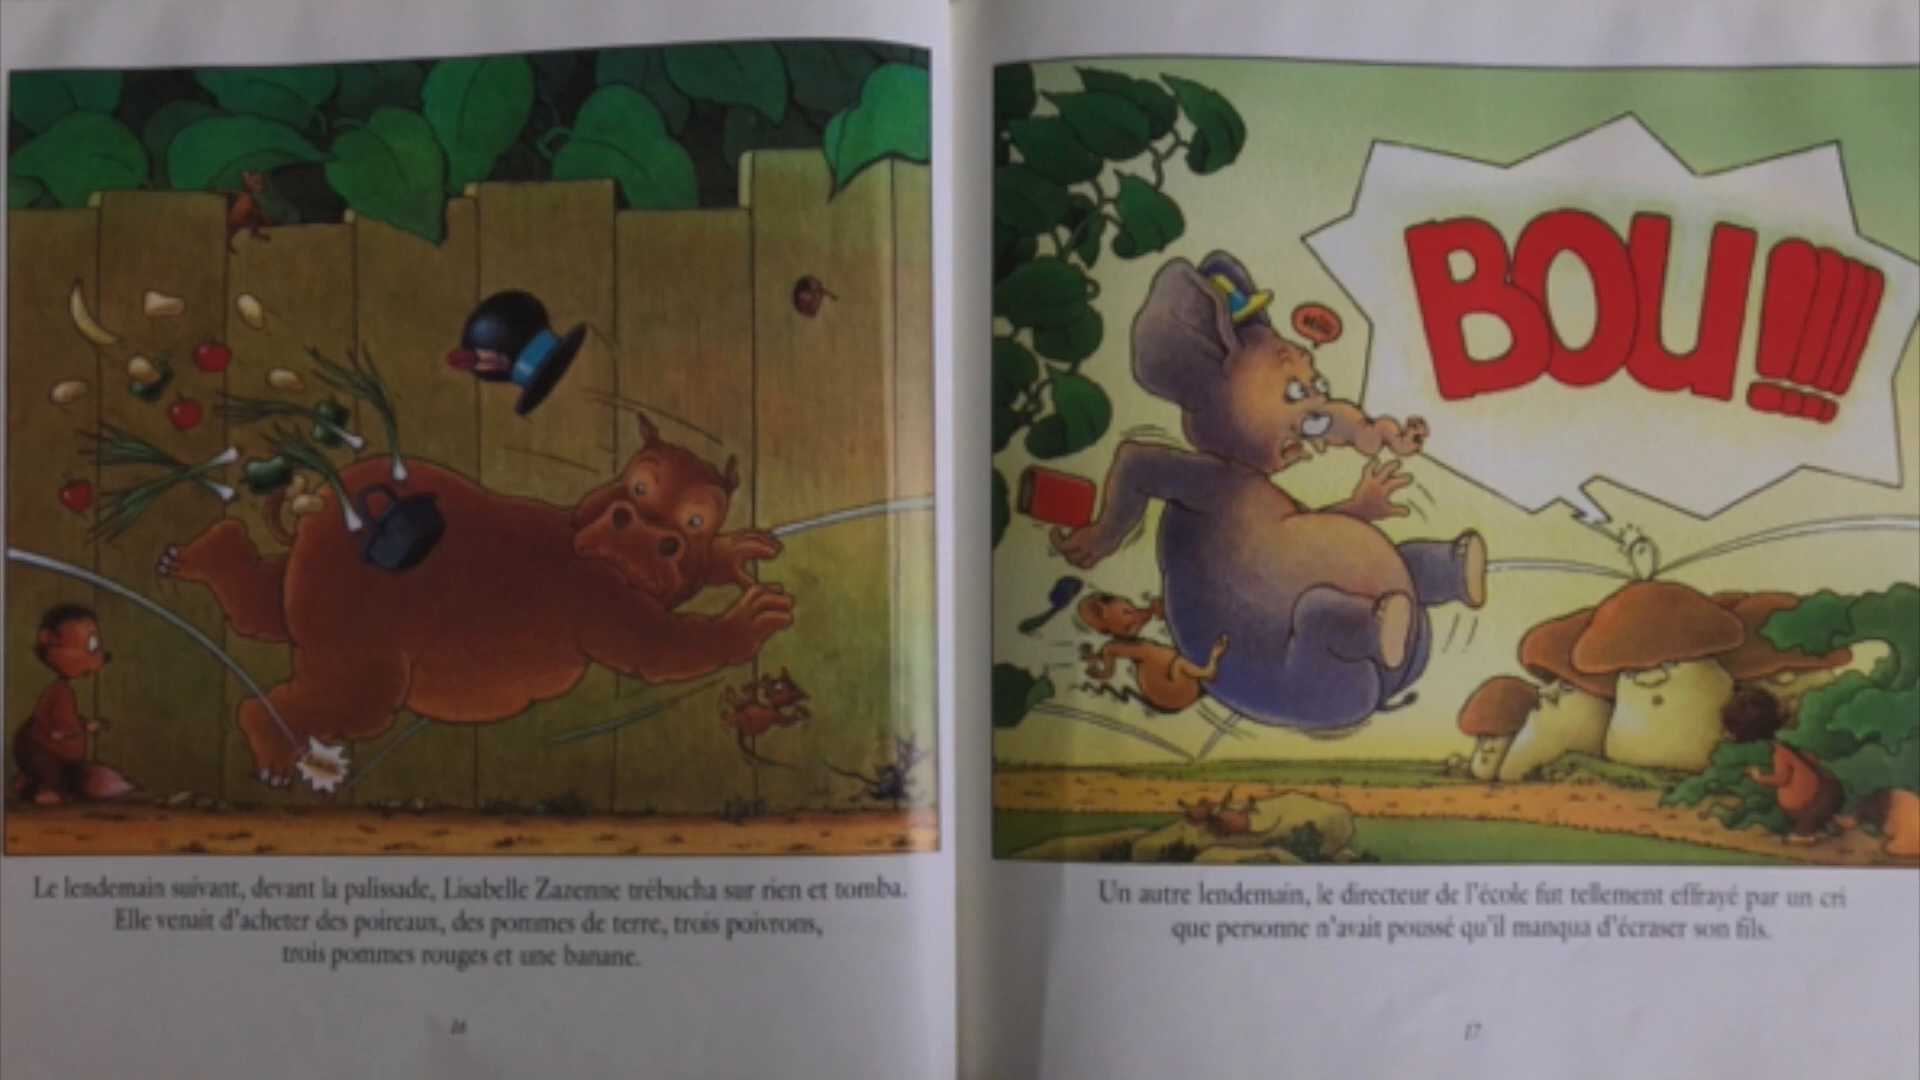 Le lendemain suivant, devant la palissade, Lisabelle Zazenne trébucha sur rien et tomba.
Elle venait d'acheter des poireaux, des pommes de terre, trois poivrons,
trois pommes rouges et une banane.
16
BOU!!!!
Un autre lendemain, le directeur de l'école fut tellement effrayé par un cri
que personne n'avait poussé qu'il manqua d'écraser son fils.
17